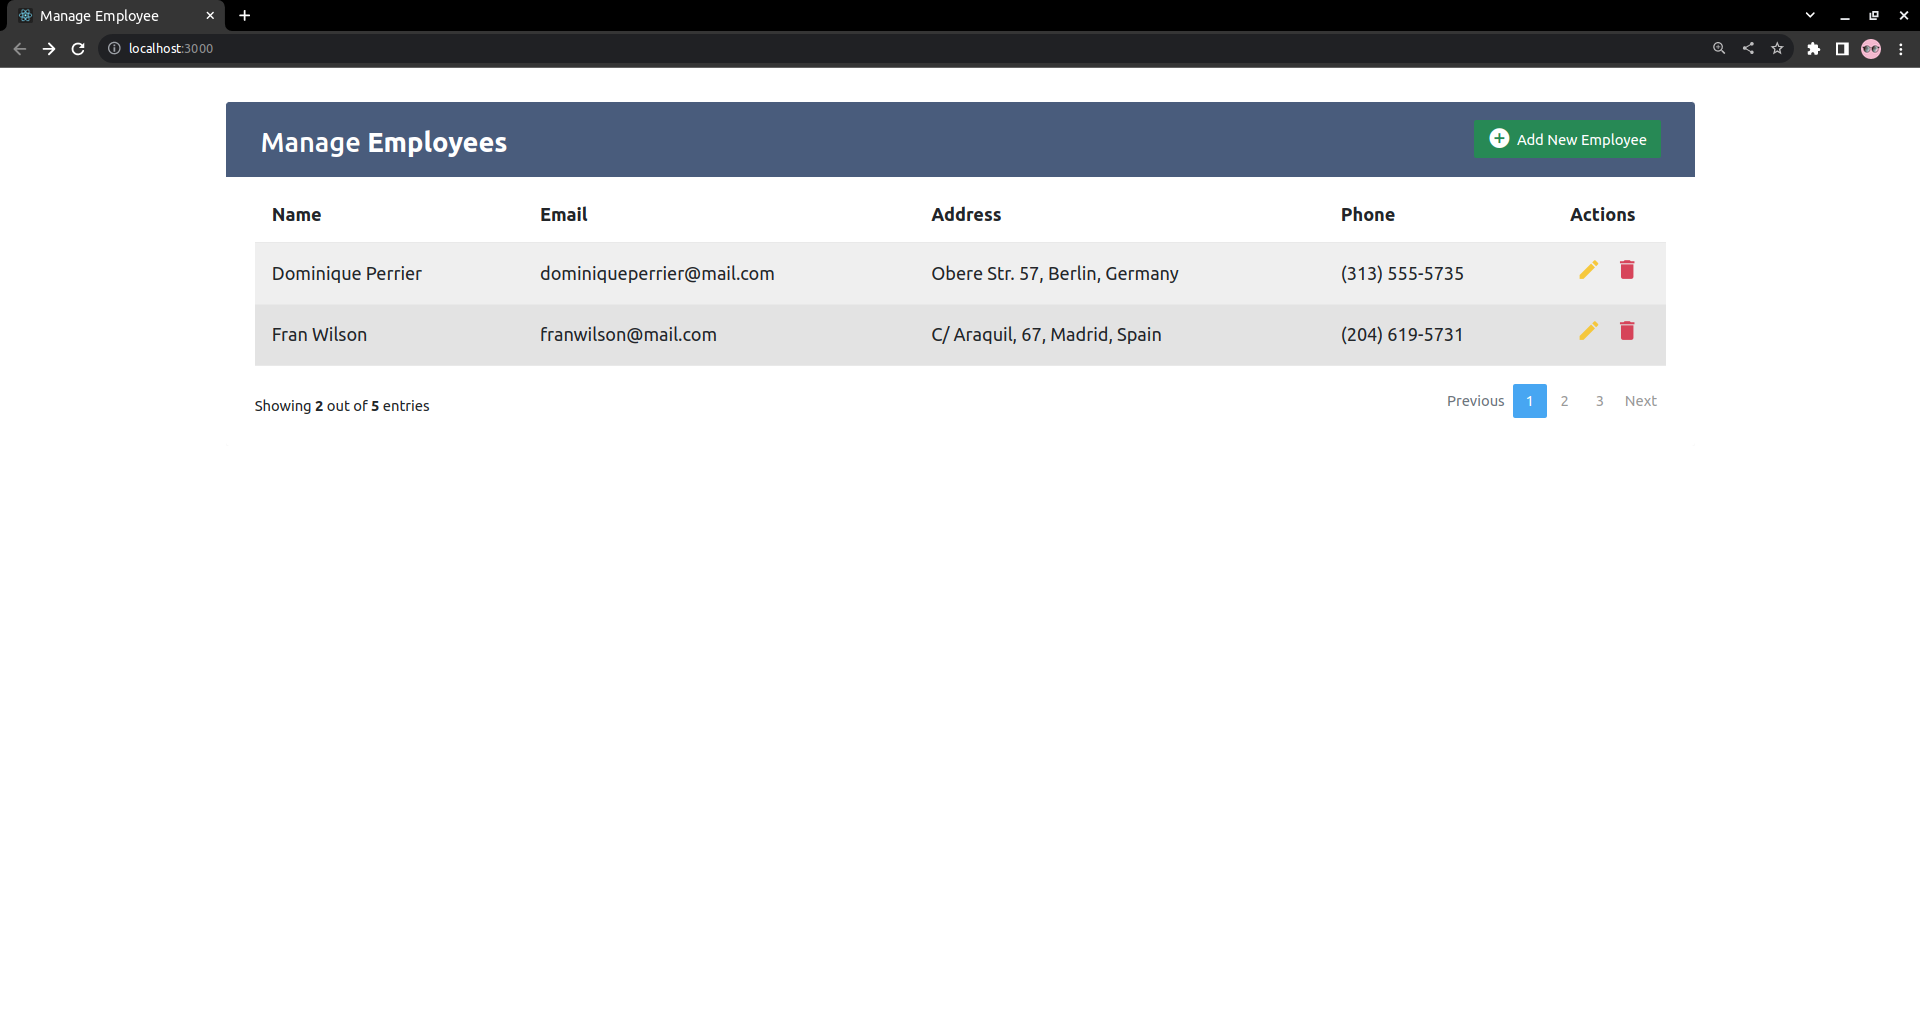 Manage Employee
localhost:3000
Manage Employees
Add New Employee
Name Email Address Phone Actions
Dominique Perrier dominiqueperrier@mail.com Obere Str. 57, Berlin, Germany (313) 555-5735
Fran Wilson franwilson@mail.com C/ Araquil, 67, Madrid, Spain (204) 619-5731
Showing 2 out of 5 entries
Previous 1 2 3 Next